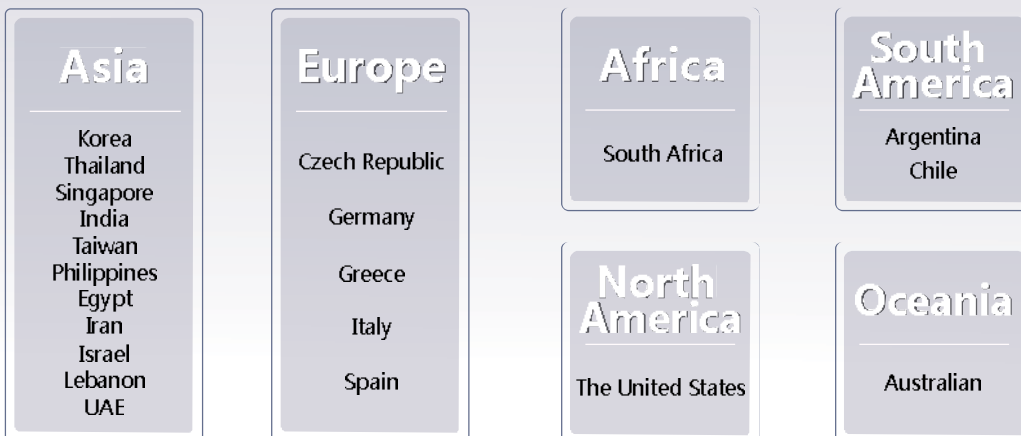 Asia
Korea
Thailand
Singapore
India
Taiwan
Philippines
Egypt
Iran
Israel
Lebanon
UAE
Europe
Czech Republic
Germany
Greece
Italy
Spain
Africa
South Africa
South
America
Argentina
Chile
North
America
The United States
Oceania
Australian